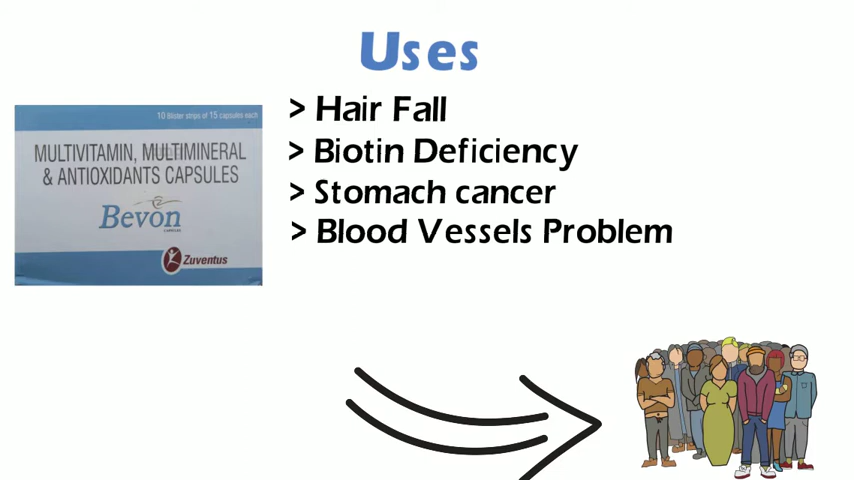 Uses
> Hair Fall
> Biotin Deficiency
> Stomach cancer
> Blood Vessels Problem
10 Blister strips of 15 capsules each
MULTIVITAMIN, MULTIMINERAL
& ANTIOXIDANTS CAPSULES
Bevon
CAPSULES
Zuventus